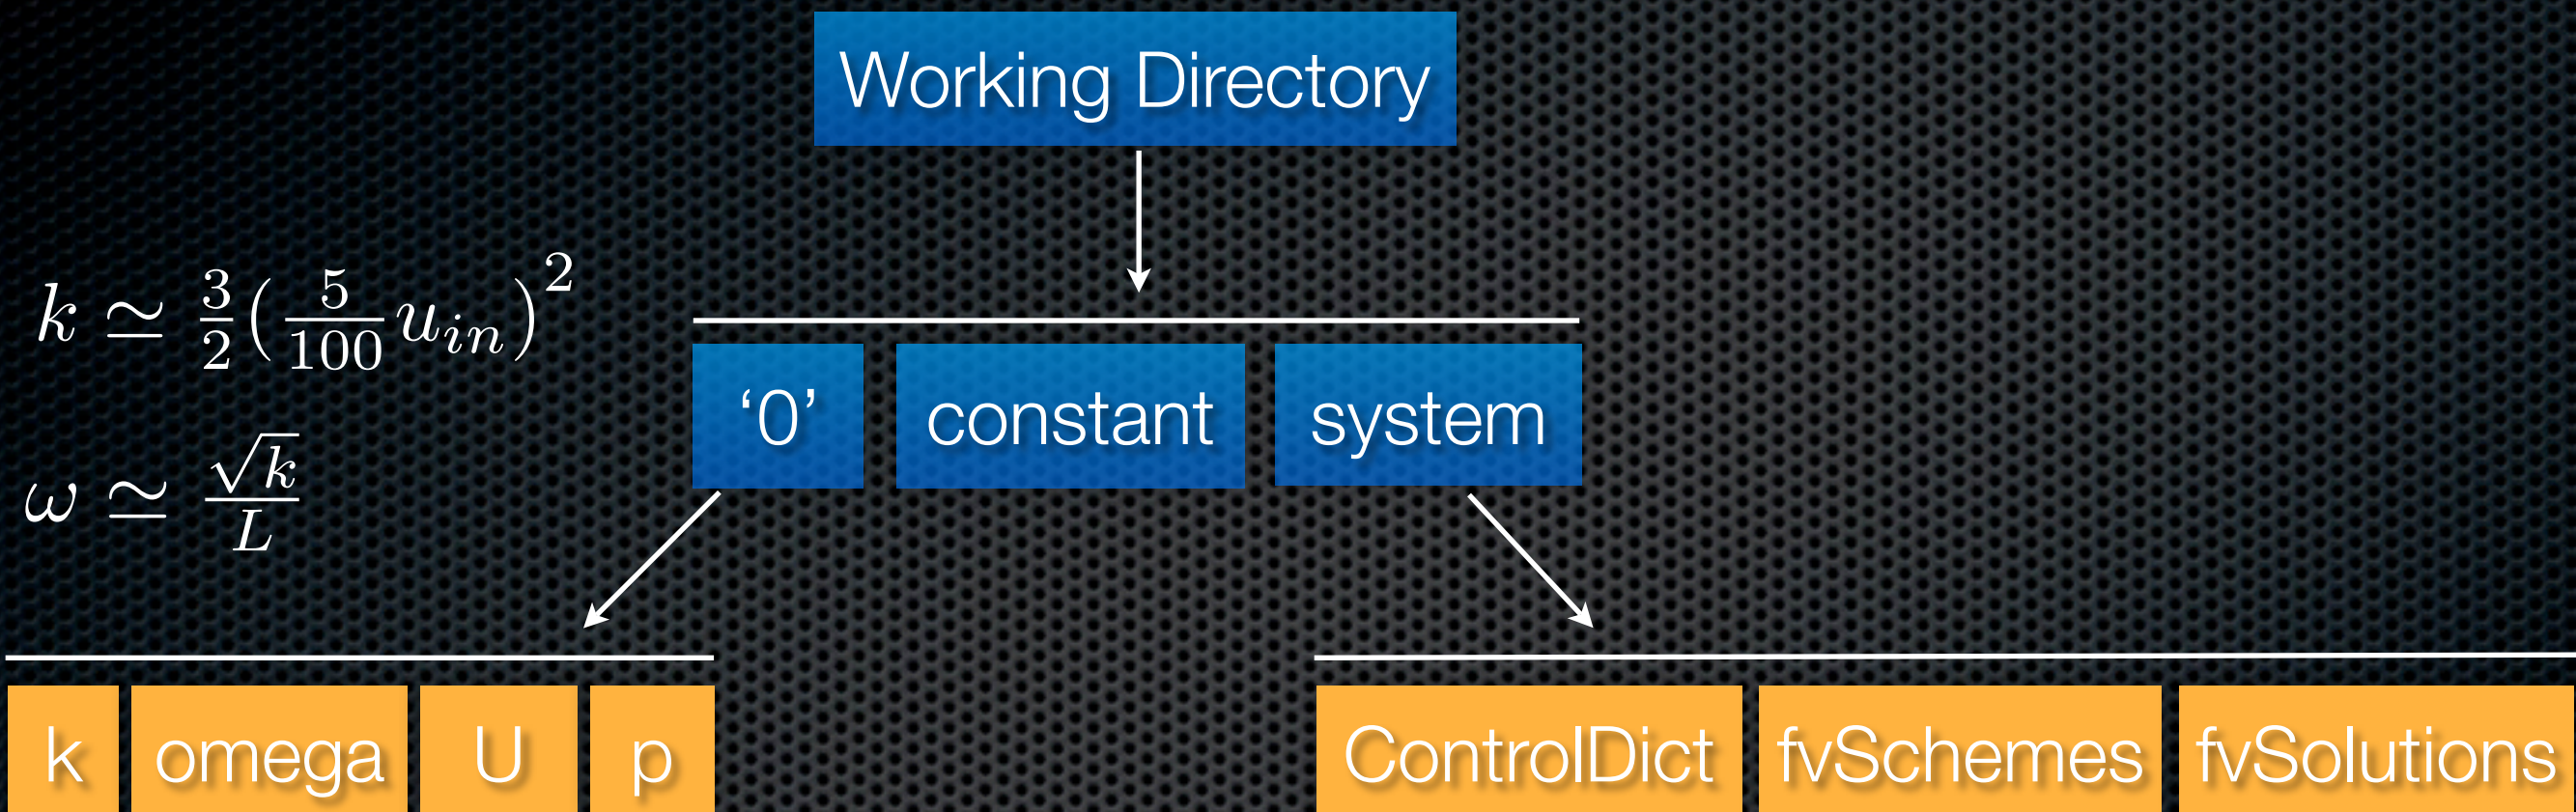 Working Directory
k ≃ 3/2 (5/100 u_in)^2
‘0’ constant system
ω ≃ √k/L
k omega U p ControlDict fvSchemes fvSolutions